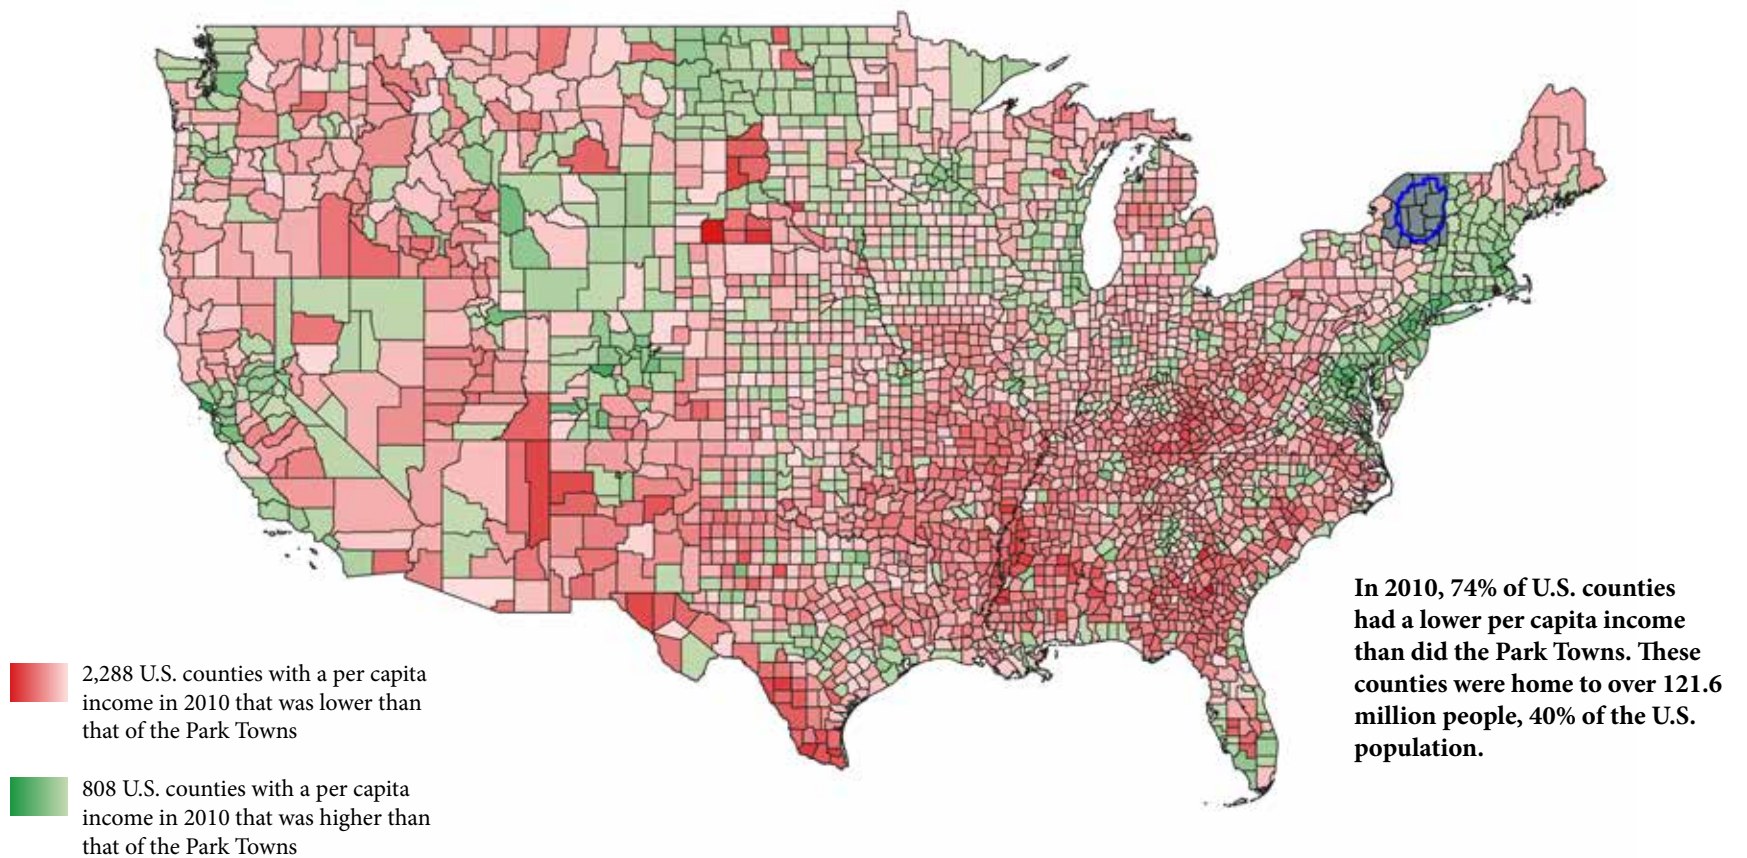 In 2010, 74% of U.S. counties
had a lower per capita income
than did the Park Towns. These
counties were home to over 121.6
million people, 40% of the U.S.
population.
2,288 U.S. counties with a per capita
income in 2010 that was lower than
that of the Park Towns
808 U.S. counties with a per capita
income in 2010 that was higher than
that of the Park Towns